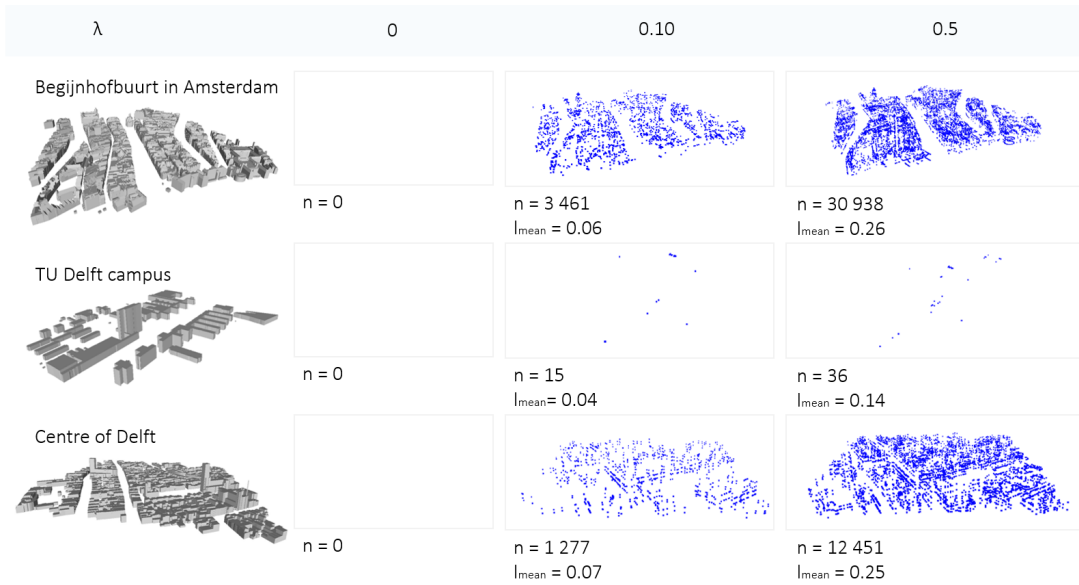 λ 0 0.10 0.5
Begijnhofbuurt in Amsterdam
n = 0 n = 3 461 n = 30 938
lmean = 0.06 lmean = 0.26
TU Delft campus
n = 0 n = 15 n = 36
lmean= 0.04 lmean = 0.14
Centre of Delft
n = 0 n = 1 277 n = 12 451
lmean = 0.07 lmean = 0.25